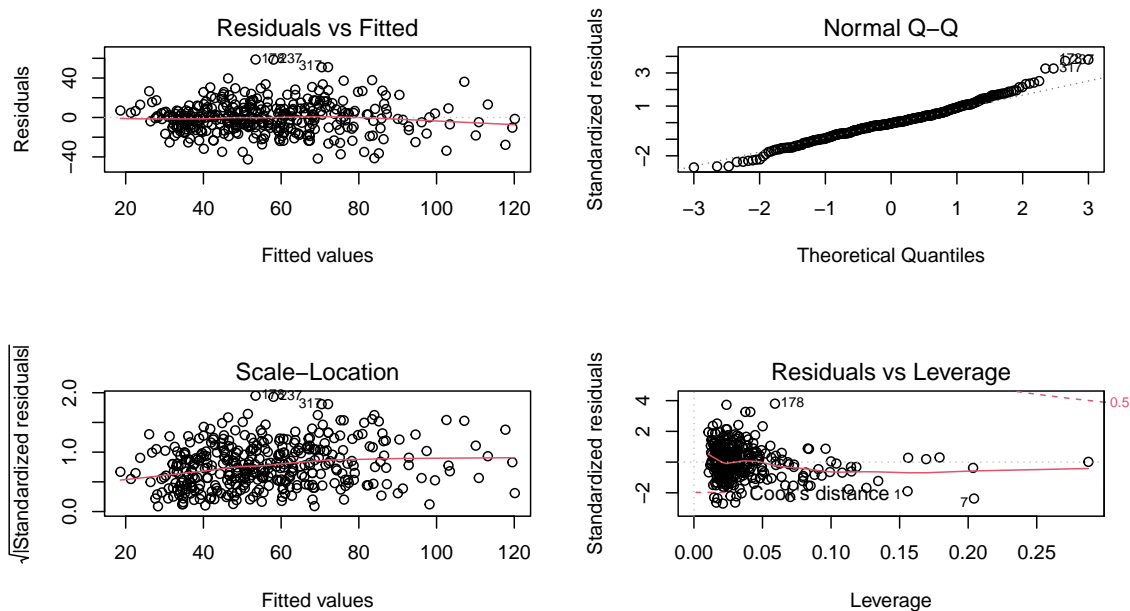 Residuals vs Fitted
Residuals
40
0
−40
178
237
317
20 40 60 80 100 120
Fitted values
Normal Q−Q
Standardized residuals
3
1
−2
317
−3 −2 −1 0 1 2 3
Theoretical Quantiles
Scale−Location
√|Standardized residuals|
2.0
1.0
0.0
178
237
317
20 40 60 80 100 120
Fitted values
Residuals vs Leverage
Standardized residuals
4
2
0
−2
178
0.5
Cook's distance
1
7
0.00 0.05 0.10 0.15 0.20 0.25
Leverage